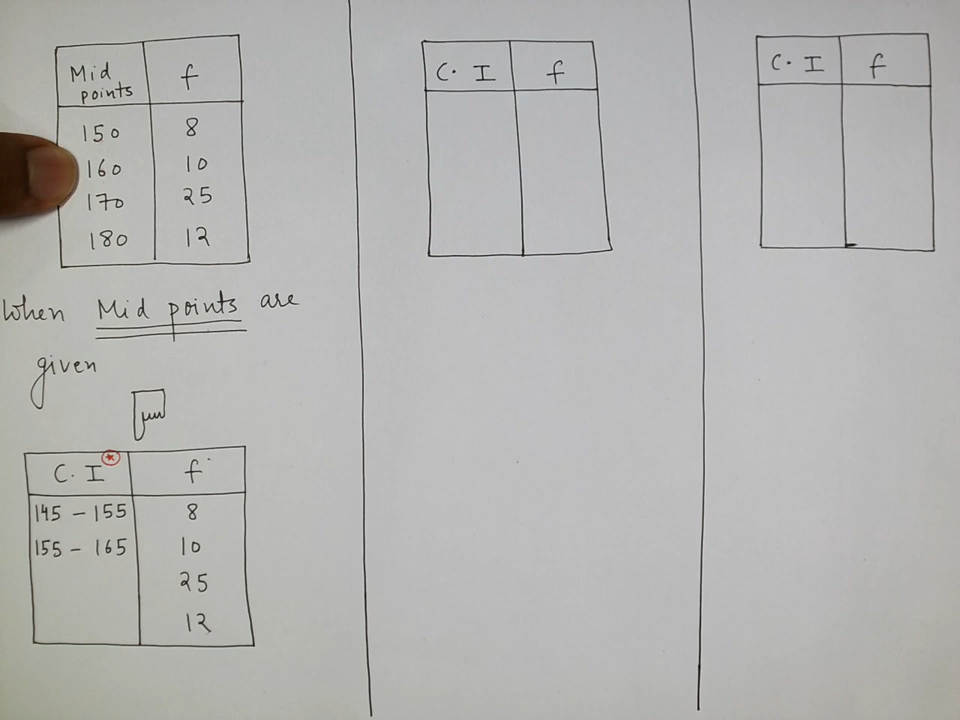 Mid points f
150 8
160 10
170 25
180 12
When Mid points are
given
C. I * f
145 - 155 8
155 - 165 10
25
12
C. I f
C. I f